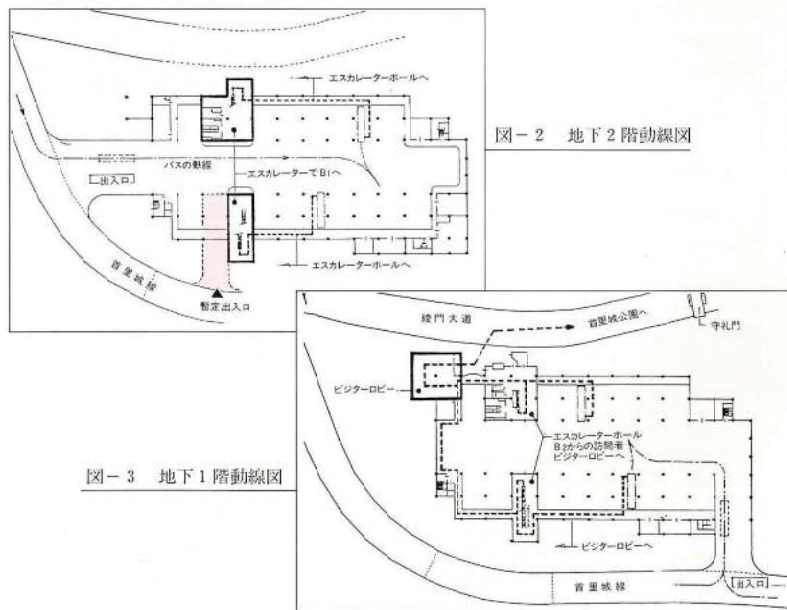 エスカレーターホールへ
図－2 地下2階動線図
バスの動線
エスカレーターでB1へ
出入口
エスカレーターホールへ
首里城線
暫定出入口
綾門大道
首里城公園へ
守礼門
ビジターロビー
エスカレーターホール
B2からの訪問者
ビジターロビーへ
図－3 地下1階動線図
ビジターロビーへ
首里城線
出入口